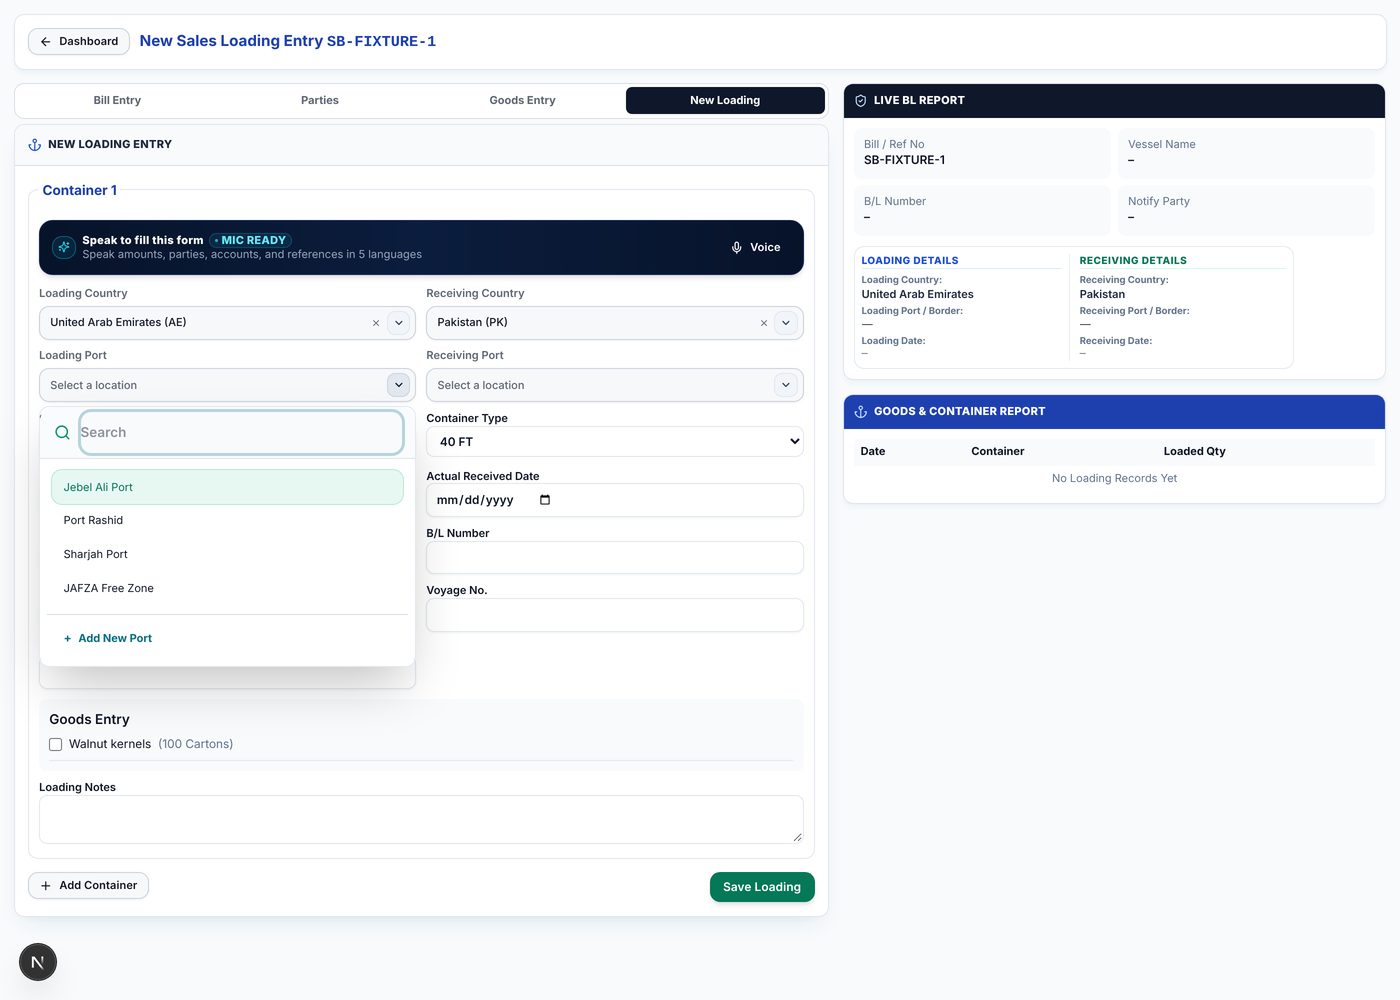 Dashboard
New Sales Loading Entry SB-FIXTURE-1
Bill Entry
Parties
Goods Entry
New Loading
NEW LOADING ENTRY
Container 1
Speak to fill this form • MIC READY
Speak amounts, parties, accounts, and references in 5 languages
Voice
Loading Country
United Arab Emirates (AE)
Receiving Country
Pakistan (PK)
Loading Port
Select a location
Receiving Port
Select a location
Search
Jebel Ali Port
Port Rashid
Sharjah Port
JAFZA Free Zone
+ Add New Port
Container Type
40 FT
Actual Received Date
mm/dd/yyyy
B/L Number
Voyage No.
Goods Entry
Walnut kernels (100 Cartons)
Loading Notes
+ Add Container
Save Loading
N
LIVE BL REPORT
Bill / Ref No
SB-FIXTURE-1
Vessel Name
–
B/L Number
–
Notify Party
–
LOADING DETAILS
Loading Country:
United Arab Emirates
Loading Port / Border:
—
Loading Date:
–
RECEIVING DETAILS
Receiving Country:
Pakistan
Receiving Port / Border:
—
Receiving Date:
–
GOODS & CONTAINER REPORT
Date Container Loaded Qty
No Loading Records Yet